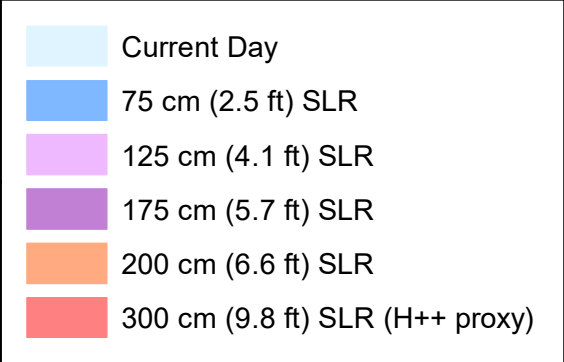 Current Day
75 cm (2.5 ft) SLR
125 cm (4.1 ft) SLR
175 cm (5.7 ft) SLR
200 cm (6.6 ft) SLR
300 cm (9.8 ft) SLR (H++ proxy)